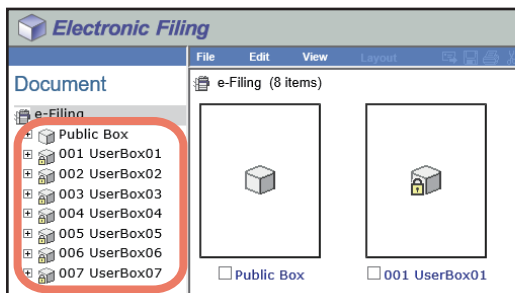 Electronic Filing
File Edit View Layout
Document
e-Filing (8 items)
e-Filing
Public Box
001 UserBox01
002 UserBox02
003 UserBox03
004 UserBox04
005 UserBox05
006 UserBox06
007 UserBox07
Public Box
001 UserBox01